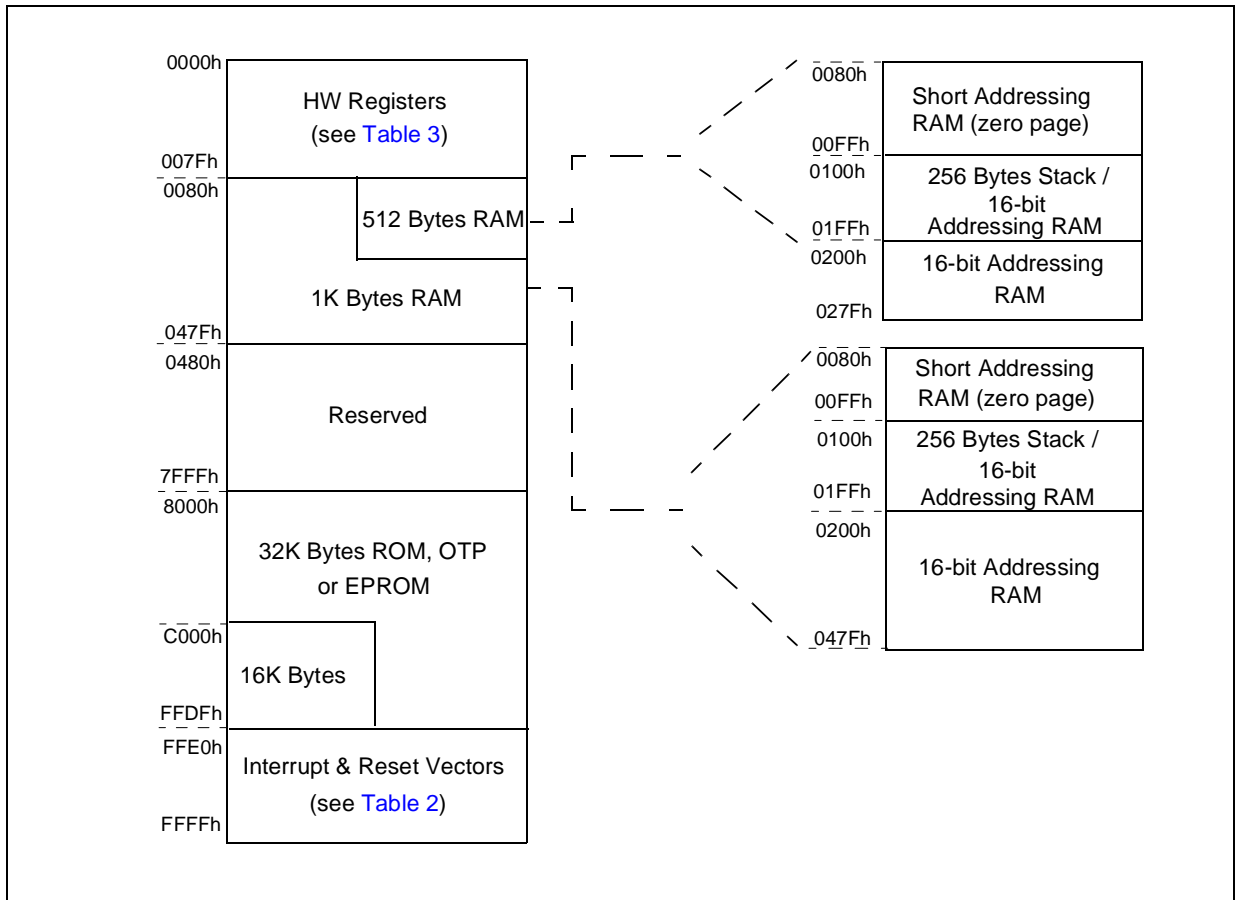 0000h
HW Registers
(see Table 3)
007Fh
0080h
512 Bytes RAM
1K Bytes RAM
047Fh
0480h
Reserved
7FFFh
8000h
32K Bytes ROM, OTP
or EPROM
C000h
16K Bytes
FFDFh
FFE0h
Interrupt & Reset Vectors
(see Table 2)
FFFFh
0080h
Short Addressing
RAM (zero page)
00FFh
0100h
256 Bytes Stack /
16-bit
Addressing RAM
01FFh
0200h
16-bit Addressing
RAM
027Fh
0080h
Short Addressing
RAM (zero page)
00FFh
0100h
256 Bytes Stack /
16-bit
Addressing RAM
01FFh
0200h
16-bit Addressing
RAM
047Fh